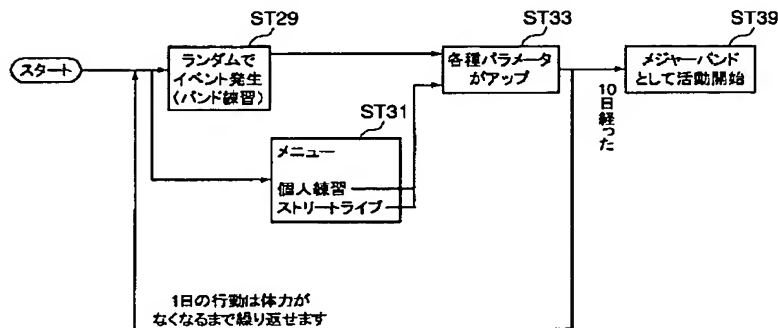 ST29
ST33
ST39
スタート
ランダムで
イベント発生
(バンド練習)
各種パラメータ
がアップ
メジャーバンド
として活動開始
10日経った
ST31
メニュー
個人練習
ストリートライブ
1日の行動は体力が
なくなるまで繰り返せます